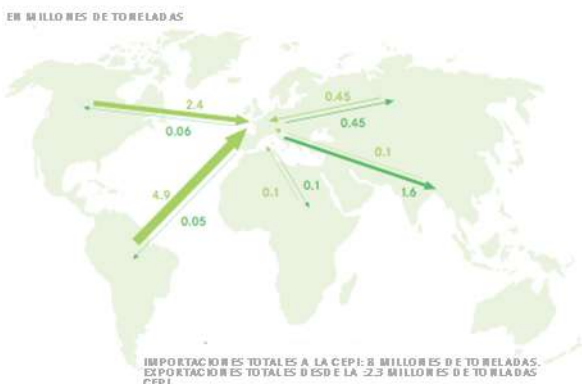 EN MILLONES DE TONELADAS
2.4
0.06
0.45
0.45
0.1
1.6
4.9
0.05
0.1
0.1
IMPORTACIONES TOTALES A LA CEPI: 8 MILLONES DE TONELADAS.
EXPORTACIONES TOTALES DESDE LA :2.3 MILLONES DE TONLADAS
CEPI